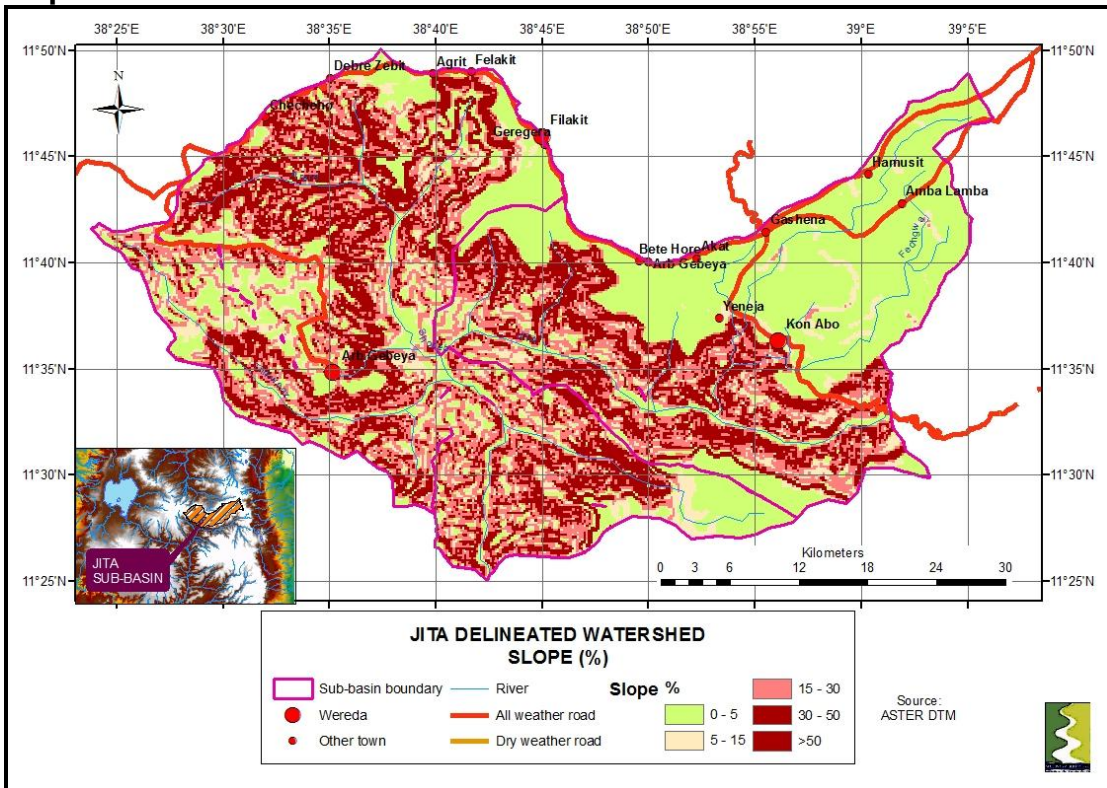 38°25'E 38°30'E 38°35'E 38°40'E 38°45'E 38°50'E 38°55'E 39°0'E 39°5'E
11°50'N 11°50'N
N
Debre Zebit Agrit Felakit
Checheho
Geregera Filakit
11°45'N 11°45'N
Hamusit
Amba Lamba
Gashena
11°40'N 11°40'N
Bete Hore Akat
Arb Gebeya
Yeneja
Kon Abo
Arb Gebeya
11°35'N 11°35'N
11°30'N 11°30'N
JITA
SUB-BASIN
Kilometers
0 3 6 12 18 24 30
11°25'N 11°25'N
JITA DELINEATED WATERSHED
SLOPE (%)
Sub-basin boundary River Slope % 15 - 30
Wereda All weather road 0 - 5 30 - 50
Other town Dry weather road 5 - 15 >50
Source:
ASTER DTM